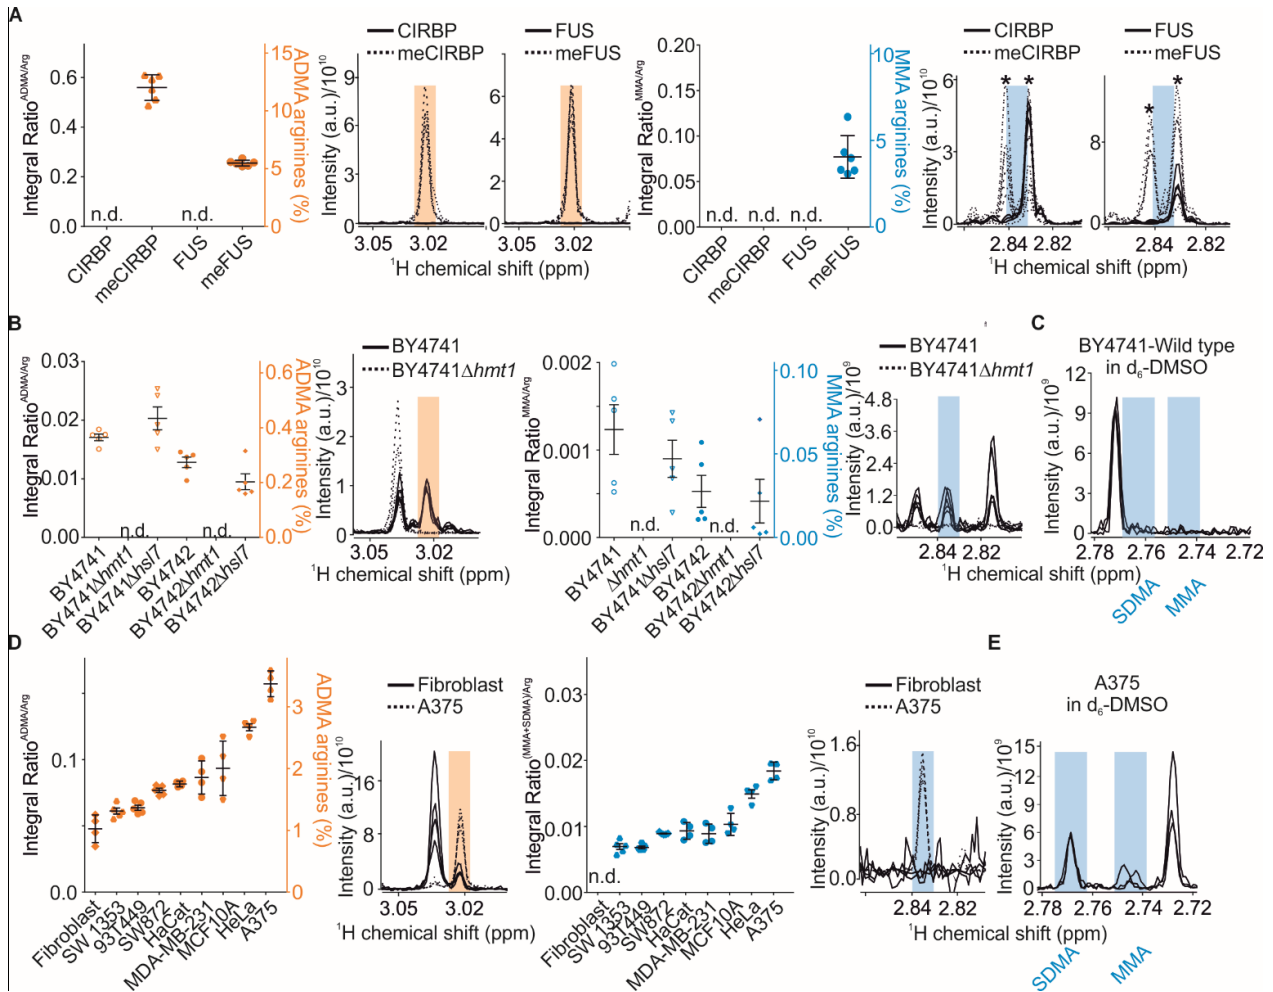 A
Integral Ratio^ADMA/Arg
0.6
0.4
0.2
0.0
n.d.
n.d.
15
10
5
0
ADMA arginines (%)
CIRBP
meCIRBP
FUS
meFUS
CIRBP
meCIRBP
FUS
meFUS
Intensity (a.u.)/10^10
9
6
3
0
6
4
2
0
3.05
3.02
3.05
3.02
¹H chemical shift (ppm)
Integral Ratio^MMA/Arg
0.20
0.15
0.10
0.05
0.00
n.d.
n.d.
n.d.
10
5
0
MMA arginines (%)
CIRBP
meCIRBP
FUS
meFUS
CIRBP
meCIRBP
FUS
meFUS
Intensity (a.u.)/10^10
6
3
0
8
0
* *
* *
2.84
2.82
2.84
2.82
¹H chemical shift (ppm)
B
Integral Ratio^ADMA/Arg
0.03
0.02
0.01
0.00
n.d.
n.d.
0.6
0.4
0.2
0.0
ADMA arginines (%)
BY4741
BY4741Δhmt1
BY4741Δhsl7
BY4742
BY4742Δhmt1
BY4742Δhsl7
BY4741
BY4741Δhmt1
Intensity (a.u.)/10^10
3
2
1
0
3.05
3.02
¹H chemical shift (ppm)
Integral Ratio^MMA/Arg
0.002
0.001
0.000
n.d.
n.d.
0.10
0.05
0.00
MMA arginines (%)
BY4741
Δhmt1
BY4741Δhsl7
BY4742
BY4742Δhmt1
BY4742Δhsl7
BY4741
BY4741Δhmt1
Intensity (a.u.)/10^9
4.8
3.6
2.4
1.2
0.0
2.84
2.82
¹H chemical shift (ppm)
C
BY4741-Wild type
in d₆-DMSO
Intensity (a.u.)/10^9
12
9
6
3
0
2.78
2.76
2.74
2.72
SDMA
MMA
D
Integral Ratio^ADMA/Arg
0.1
0.0
3
2
1
0
ADMA arginines (%)
Fibroblast
SW 1353
93T449
SW872
HaCat
MDA-MB-231
MCF10A
HeLa
A375
Fibroblast
A375
Intensity (a.u.)/10^10
16
8
0
3.05
3.02
¹H chemical shift (ppm)
Integral Ratio^(MMA+SDMA)/Arg
0.03
0.02
0.01
0.00
n.d.
Fibroblast
SW 1353
93T449
SW872
HaCat
MDA-MB-231
MCF10A
HeLa
A375
Fibroblast
A375
Intensity (a.u.)/10^10
1.6
0.8
0.0
2.84
2.82
¹H chemical shift (ppm)
E
A375
in d₆-DMSO
Intensity (a.u.)/10^9
15
12
9
6
3
0
2.78
2.76
2.74
2.72
SDMA
MMA